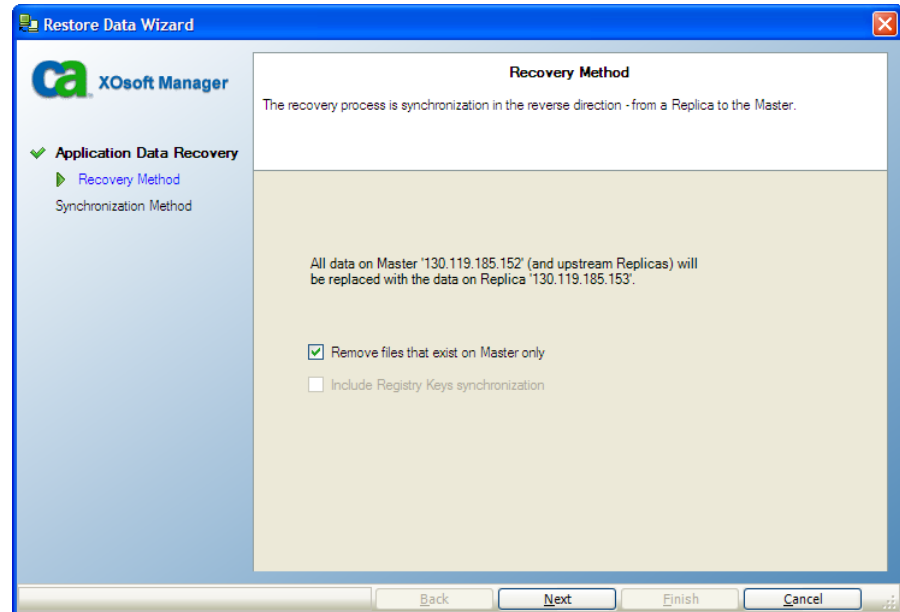 Restore Data Wizard
ca
XOsoft Manager
Application Data Recovery
Recovery Method
Synchronization Method
Recovery Method
The recovery process is synchronization in the reverse direction - from a Replica to the Master.
All data on Master '130.119.185.152' (and upstream Replicas) will
be replaced with the data on Replica '130.119.185.153'.
Remove files that exist on Master only
Include Registry Keys synchronization
Back
Next
Finish
Cancel